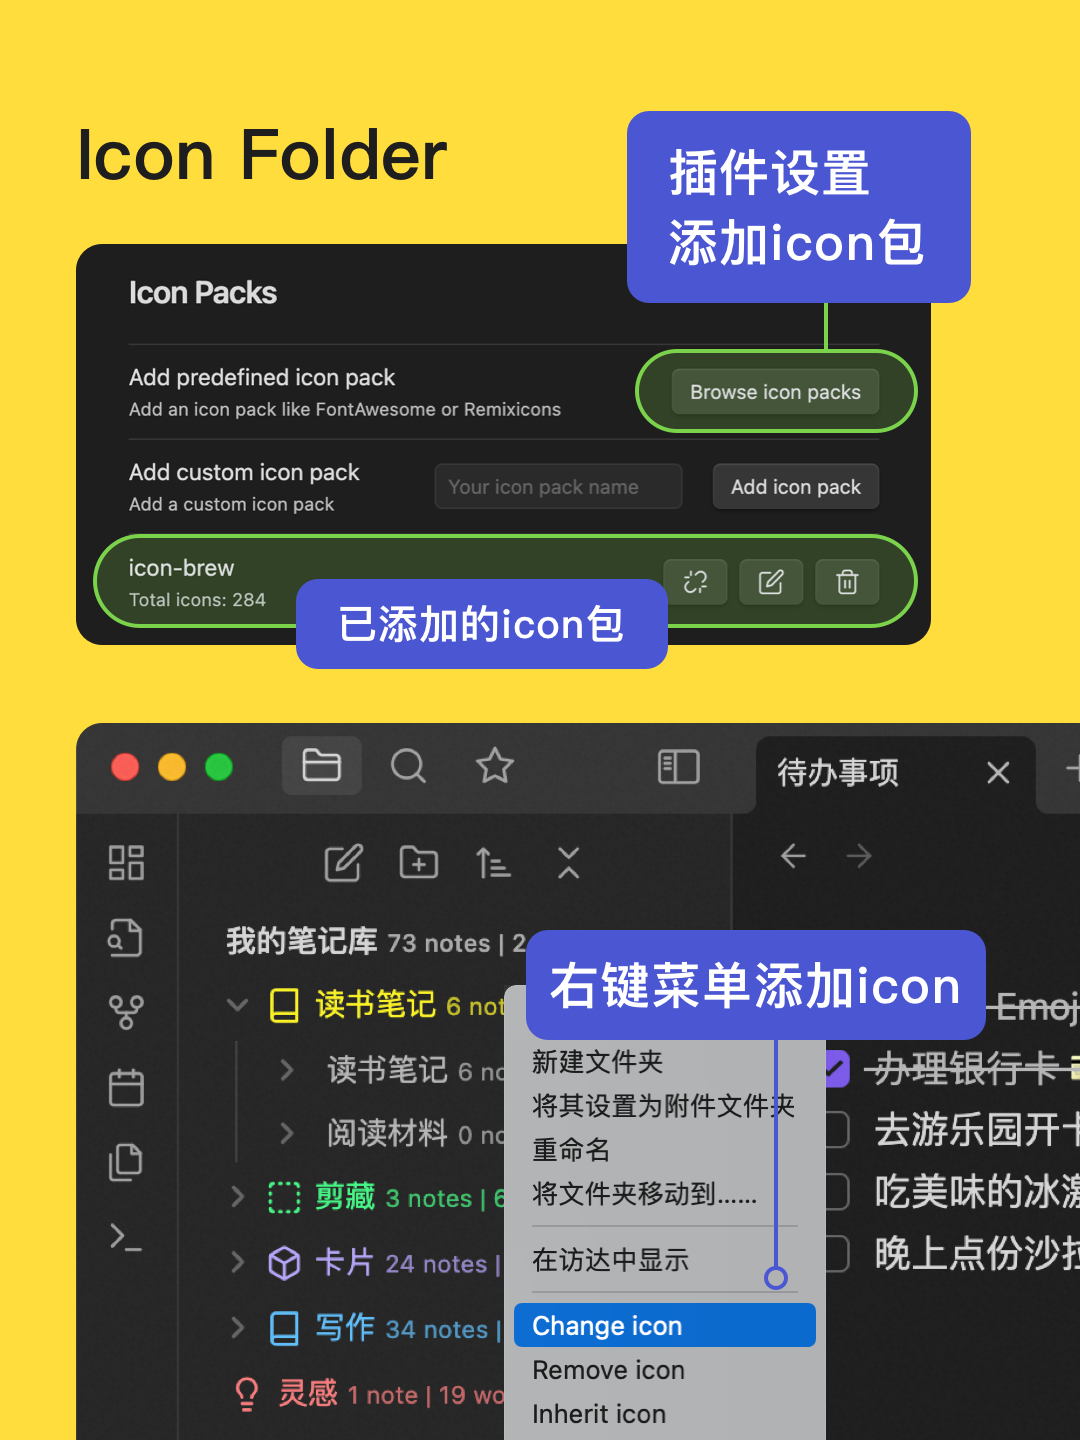 Icon Folder
插件设置
添加icon包
Icon Packs
Add predefined icon pack
Add an icon pack like FontAwesome or Remixicons
Browse icon packs
Add custom icon pack
Add a custom icon pack
Your icon pack name
Add icon pack
icon-brew
Total icons: 284
已添加的icon包
待办事项
我的笔记库 73 notes | 2
右键菜单添加icon
读书笔记 6 not
读书笔记 6 no
阅读材料 0 no
剪藏 3 notes | 6
卡片 24 notes |
写作 34 notes |
灵感 1 note | 19 wo
新建文件夹
将其设置为附件文件夹
重命名
将文件夹移动到......
在访达中显示
Change icon
Remove icon
Inherit icon
Emoj
办理银行卡
去游乐园开卡
吃美味的冰激
晚上点份沙拉